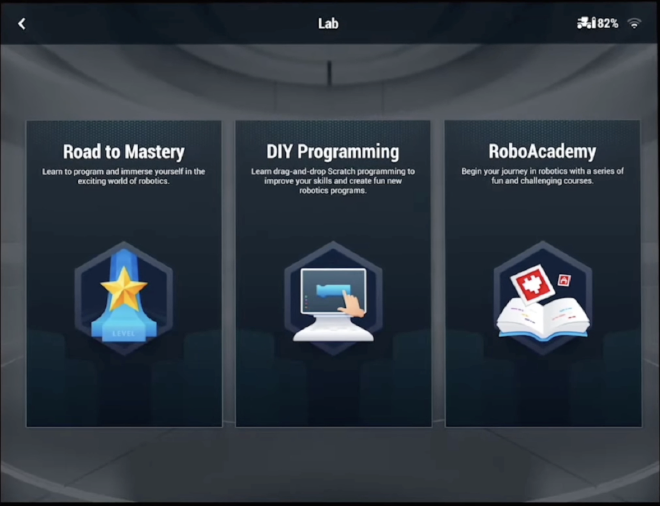 Lab
82%
Road to Mastery
Learn to program and immerse yourself in the
exciting world of robotics.
DIY Programming
Learn drag-and-drop Scratch programming to
improve your skills and create fun new
robotics programs.
RoboAcademy
Begin your journey in robotics with a series of
fun and challenging courses.
LEVEL